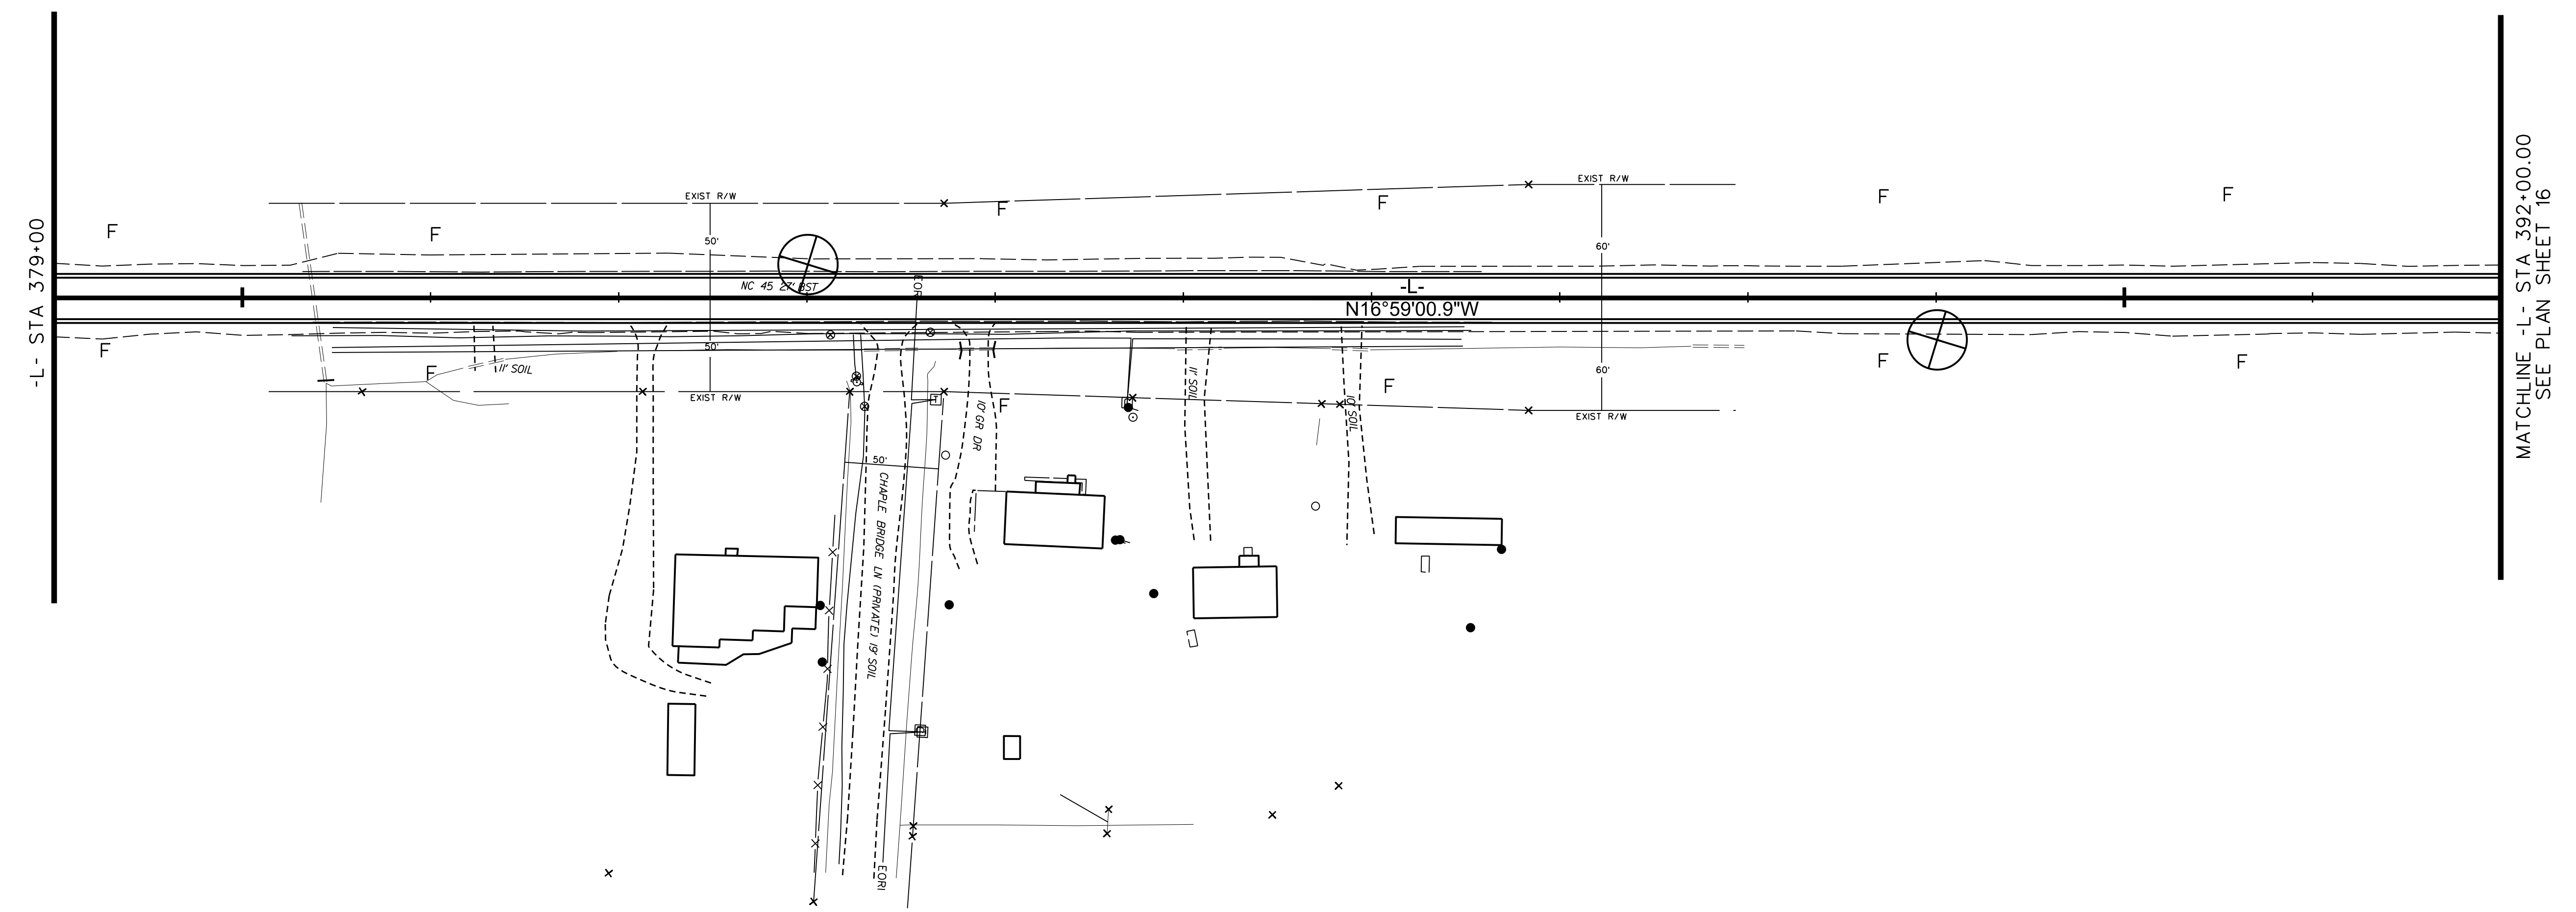 -L- STA 379+00
MATCHLINE -L- STA 392+00.00
SEE PLAN SHEET 16
EXIST R/W
EXIST R/W
F
F
F
F
F
F
50'
60'
NC 45 27' BST
EORI
-L-
N16°59'00.9"W
F
F
50'
60'
F
F
F
F
11' SOIL
11' SOIL
10' SOIL
10' GR DR
EXIST R/W
EXIST R/W
T
50'
CHAPLE BRIDGE LN (PRIVATE) 19' SOIL
EORI